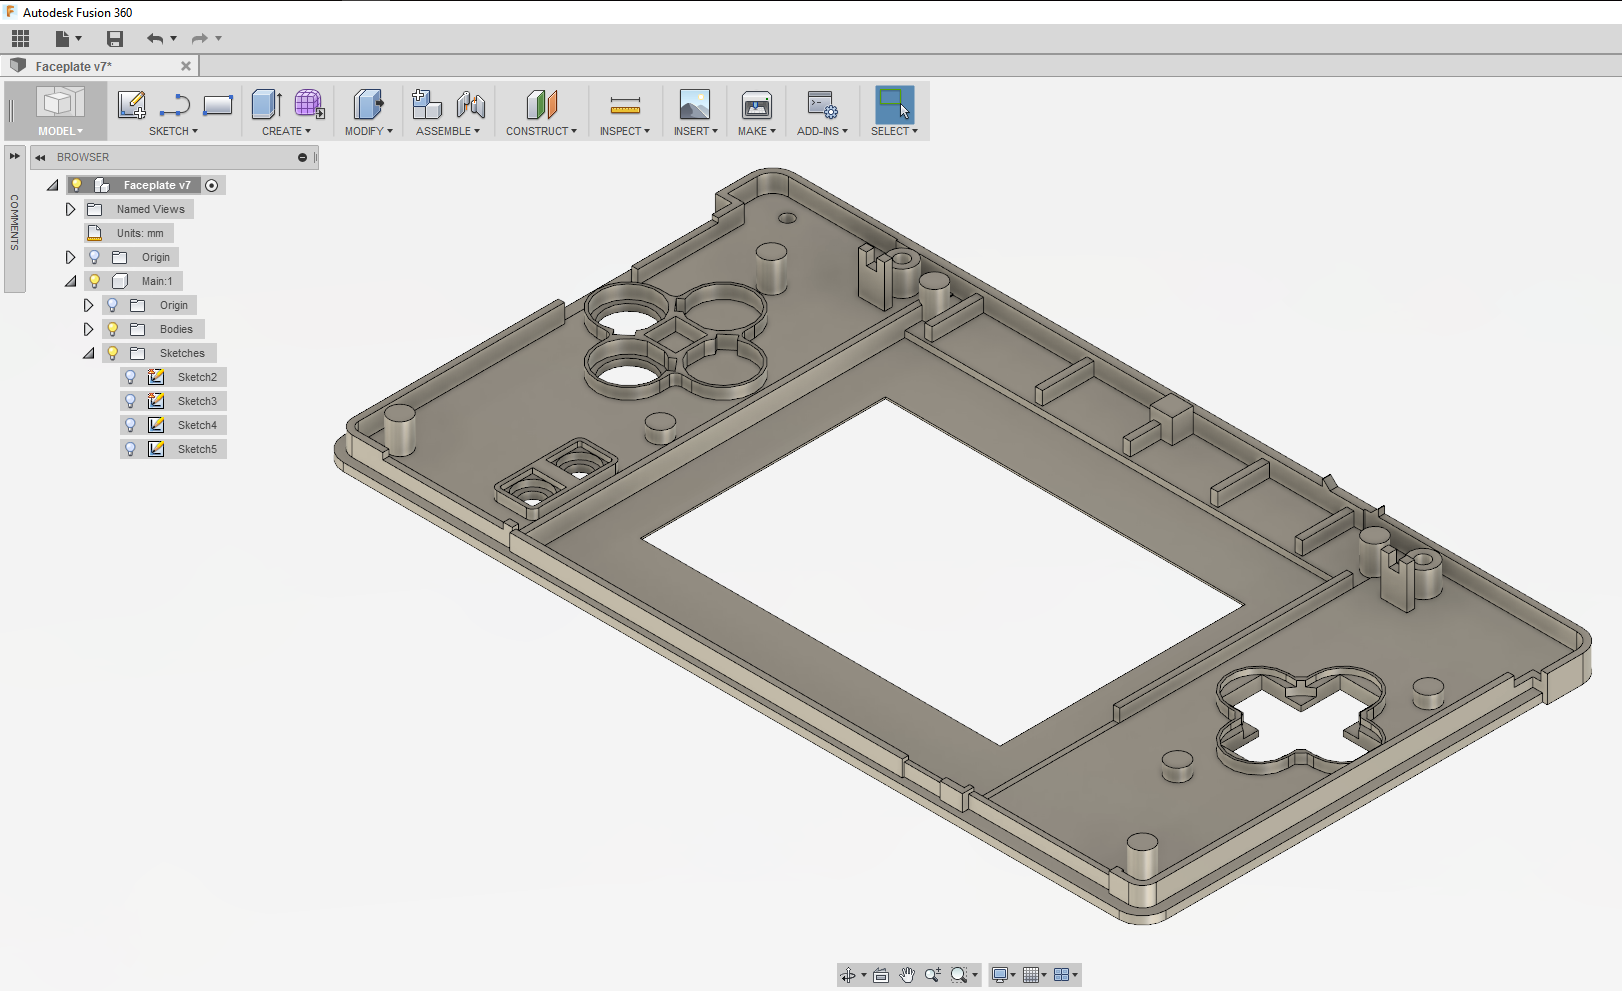 Autodesk Fusion 360
Faceplate v7*
MODEL
SKETCH
CREATE
MODIFY
ASSEMBLE
CONSTRUCT
INSPECT
INSERT
MAKE
ADD-INS
SELECT
BROWSER
COMMENTS
Faceplate v7
Named Views
Units: mm
Origin
Main:1
Origin
Bodies
Sketches
Sketch2
Sketch3
Sketch4
Sketch5